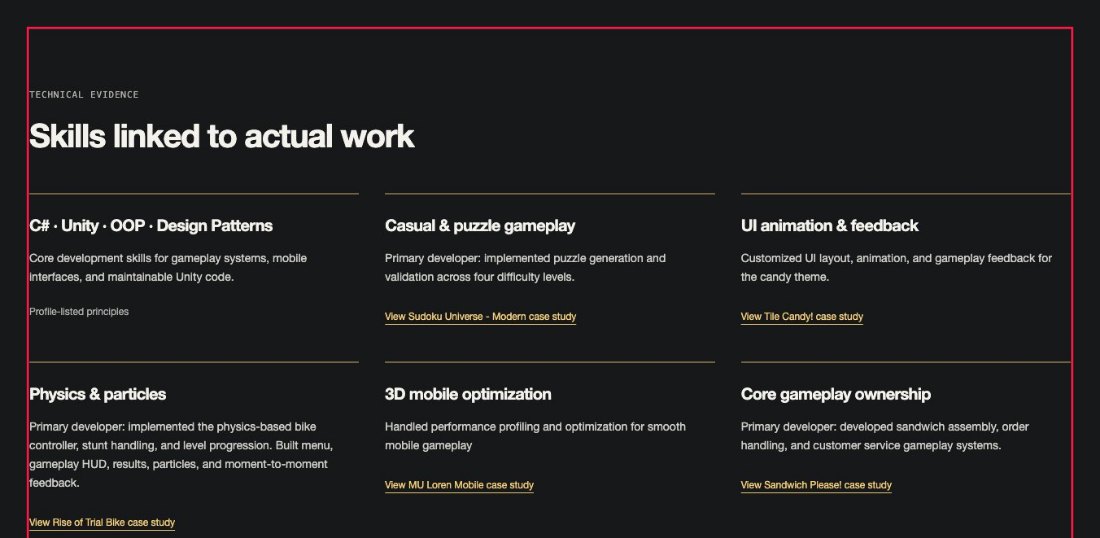 TECHNICAL EVIDENCE
Skills linked to actual work
C# · Unity · OOP · Design Patterns
Core development skills for gameplay systems, mobile
interfaces, and maintainable Unity code.
Profile-listed principles
Casual & puzzle gameplay
Primary developer: implemented puzzle generation and
validation across four difficulty levels.
View Sudoku Universe - Modern case study
UI animation & feedback
Customized UI layout, animation, and gameplay feedback for
the candy theme.
View Tile Candy! case study
Physics & particles
Primary developer: implemented the physics-based bike
controller, stunt handling, and level progression. Built menu,
gameplay HUD, results, particles, and moment-to-moment
feedback.
View Rise of Trial Bike case study
3D mobile optimization
Handled performance profiling and optimization for smooth
mobile gameplay
View MU Loren Mobile case study
Core gameplay ownership
Primary developer: developed sandwich assembly, order
handling, and customer service gameplay systems.
View Sandwich Please! case study